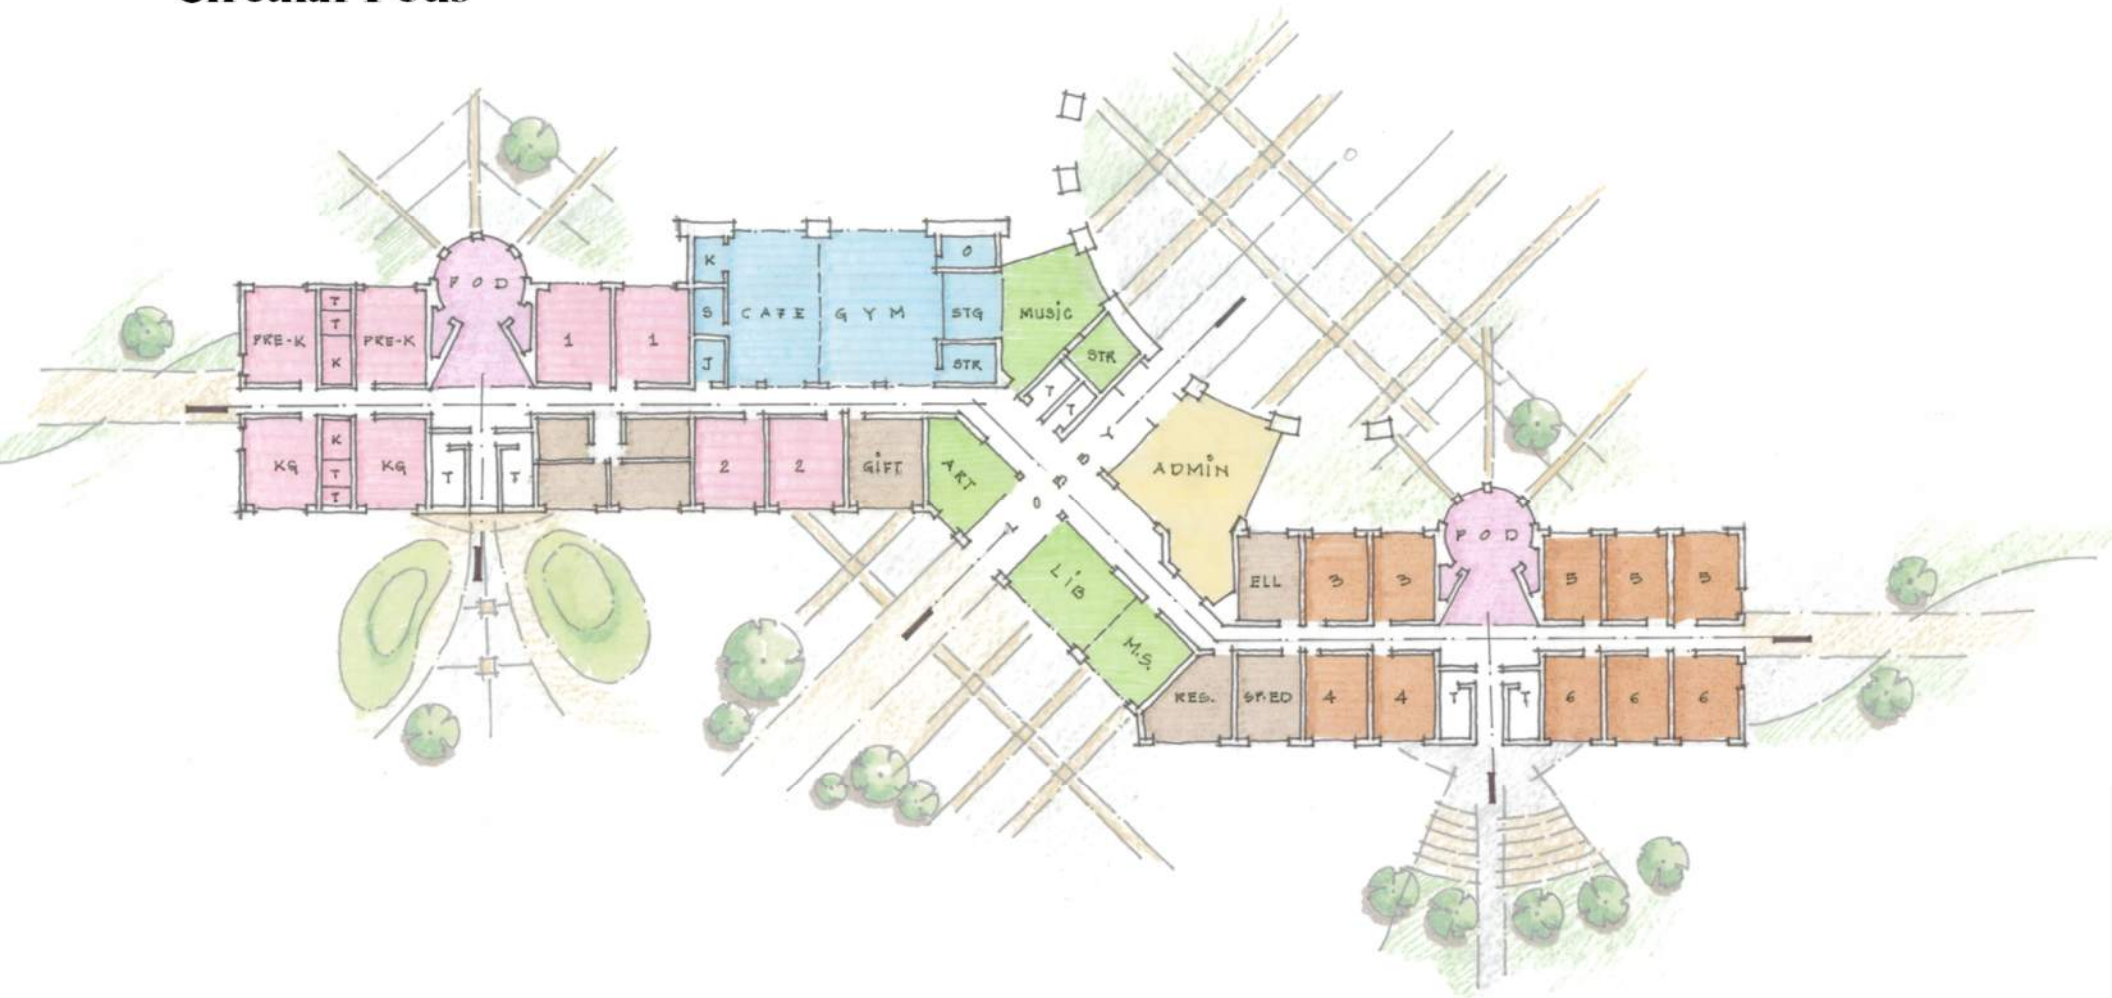 Circular Pods
POD
PRE-K
T
T
K
PRE-K
1
1
K
S
J
CAFE
GYM
O
STG
STR
MUSIC
STR
T
T
KG
K
T
T
KG
T
T
2
2
GIFT
ART
LOBBY
ADMIN
LIB
M.S.
ELL
3
3
POD
5
5
5
RES.
SP.ED
4
4
T
T
6
6
6